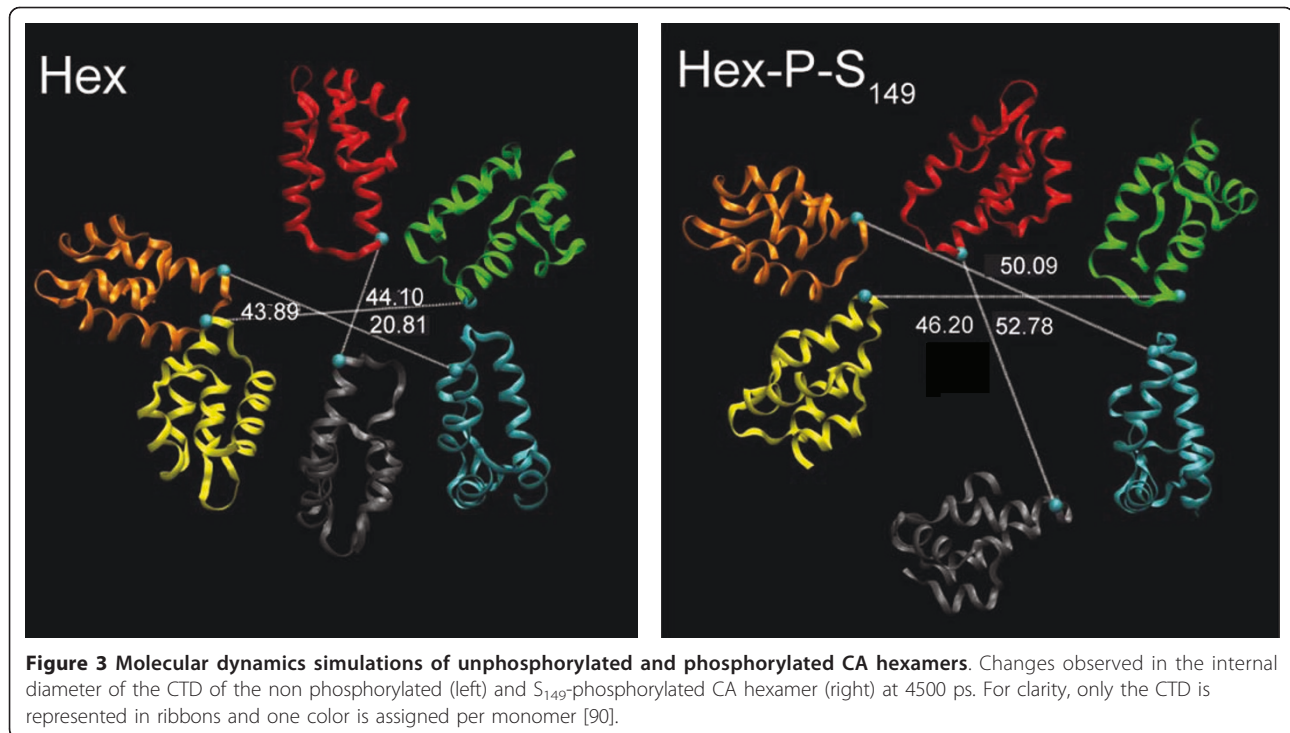 Hex
43.89
44.10
20.81
Hex-P-S₁₄₉
50.09
46.20
52.78
Figure 3 Molecular dynamics simulations of unphosphorylated and phosphorylated CA hexamers. Changes observed in the internal
diameter of the CTD of the non phosphorylated (left) and S₁₄₉-phosphorylated CA hexamer (right) at 4500 ps. For clarity, only the CTD is
represented in ribbons and one color is assigned per monomer [90].